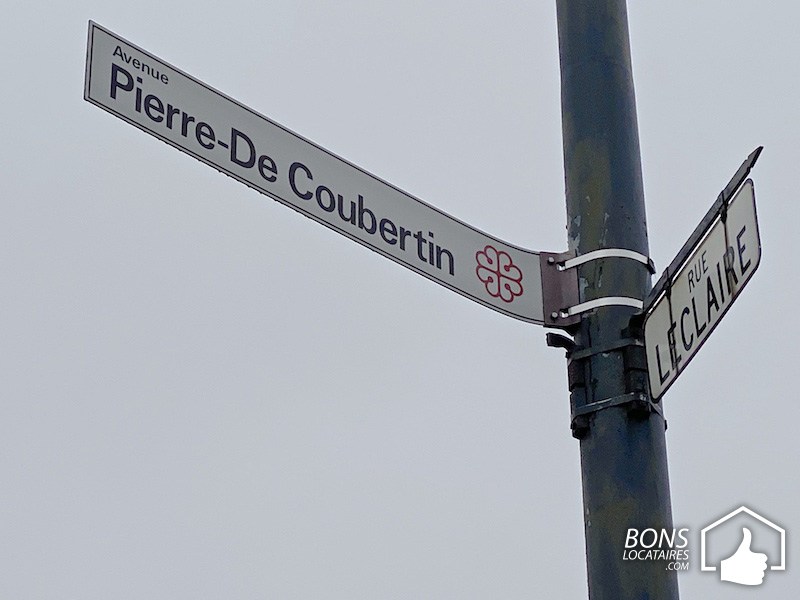 Avenue
Pierre-De Coubertin
RUE
LECLAIRE
BONS
LOCATAIRES
.COM